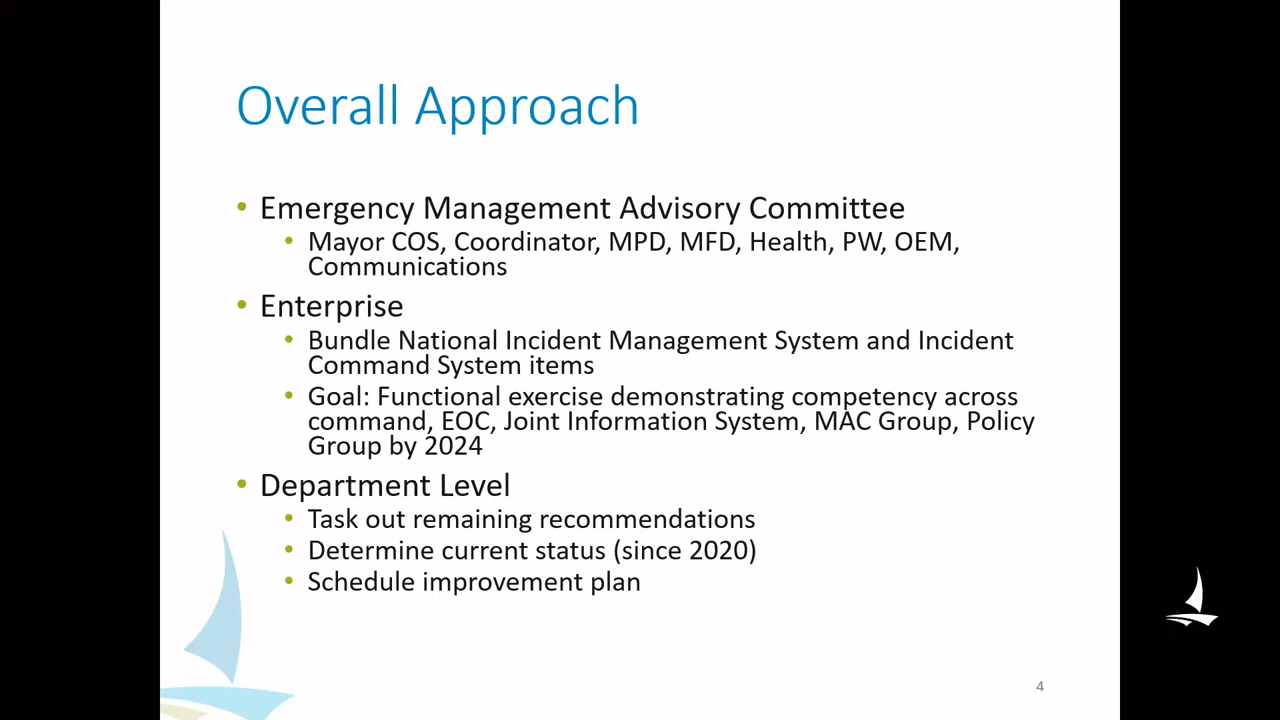 Overall Approach
• Emergency Management Advisory Committee
• Mayor COS, Coordinator, MPD, MFD, Health, PW, OEM,
Communications
• Enterprise
• Bundle National Incident Management System and Incident
Command System items
• Goal: Functional exercise demonstrating competency across
command, EOC, Joint Information System, MAC Group, Policy
Group by 2024
• Department Level
• Task out remaining recommendations
• Determine current status (since 2020)
• Schedule improvement plan
4